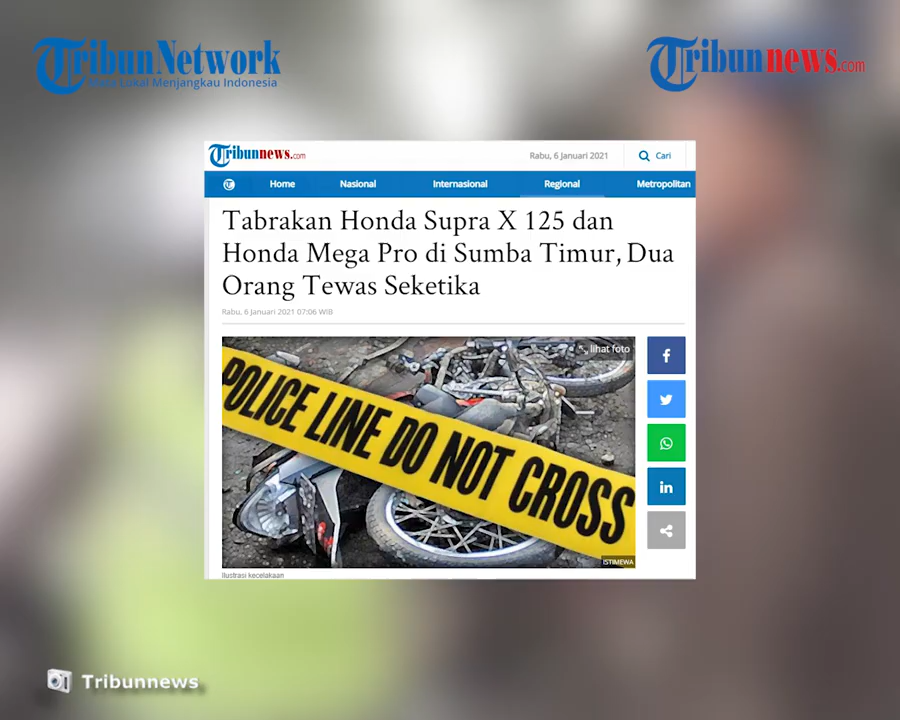 Tribun Network
Lokal Menjangkau Indonesia
Tribunnews.com
Tribunnews.com
Rabu, 6 Januari 2021
Cari
Home Nasional Internasional Regional Metropolitan
Tabrakan Honda Supra X 125 dan
Honda Mega Pro di Sumba Timur, Dua
Orang Tewas Seketika
Rabu, 6 Januari 2021 07:06 WIB
lihat foto
POLICE LINE DO NOT CROSS
ISTIMEWA
Ilustrasi kecelakaan
Tribunnews